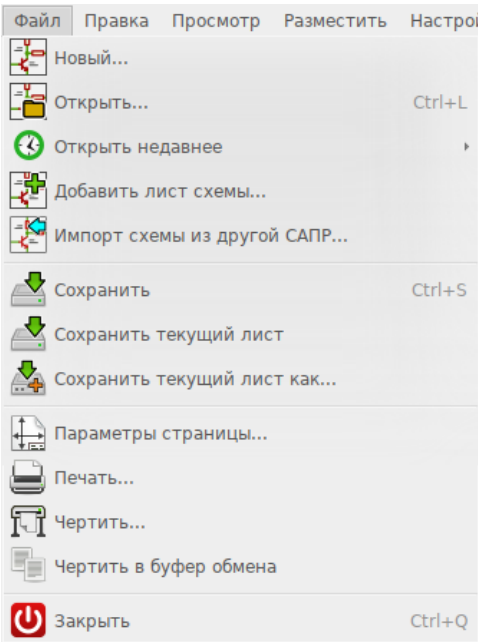 Файл Правка Просмотр Разместить Настрой
Новый...
Открыть... Ctrl+L
Открыть недавнее
Добавить лист схемы...
Импорт схемы из другой САПР...
Сохранить Ctrl+S
Сохранить текущий лист
Сохранить текущий лист как...
Параметры страницы...
Печать...
Чертить...
Чертить в буфер обмена
Закрыть Ctrl+Q